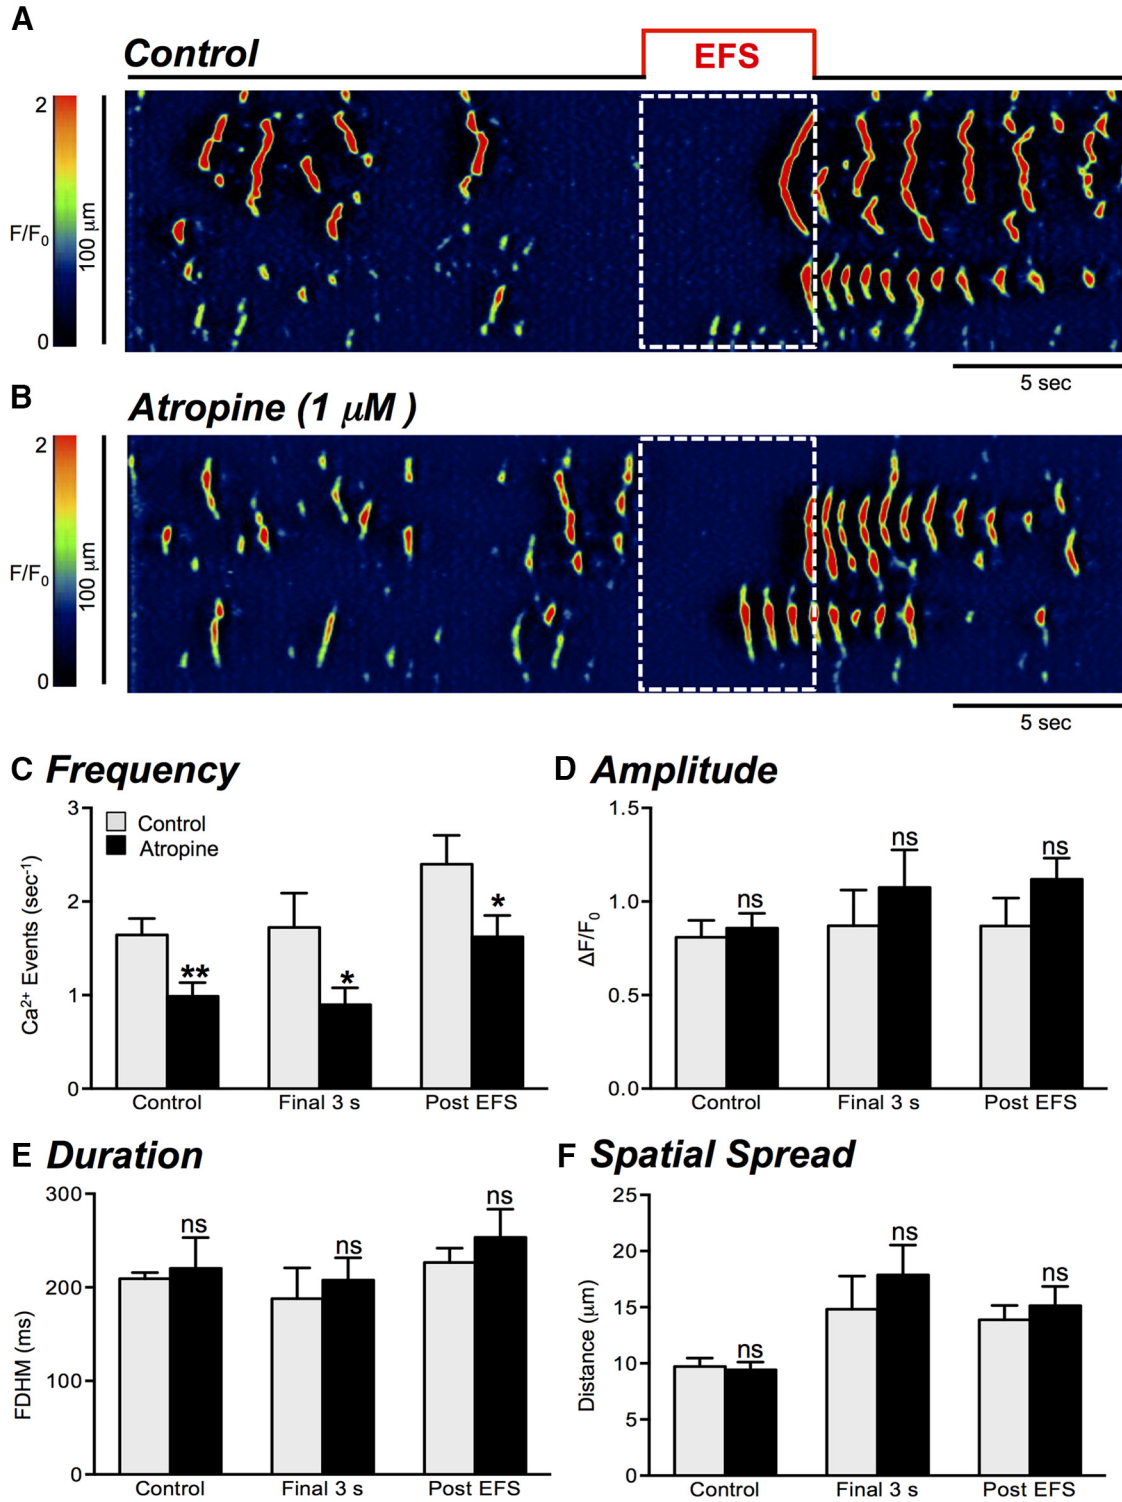 A
Control
EFS
2
F/F0
0
100 μm
5 sec
B
Atropine (1 μM )
2
F/F0
0
100 μm
5 sec
C Frequency
3
2
1
0
Ca2+ Events (sec-1)
Control
Atropine
**
*
*
Control
Final 3 s
Post EFS
D Amplitude
1.5
1.0
0.5
0.0
ΔF/F0
ns
ns
ns
Control
Final 3 s
Post EFS
E Duration
300
200
100
0
FDHM (ms)
ns
ns
ns
Control
Final 3 s
Post EFS
F Spatial Spread
25
20
15
10
5
0
Distance (μm)
ns
ns
ns
Control
Final 3 s
Post EFS